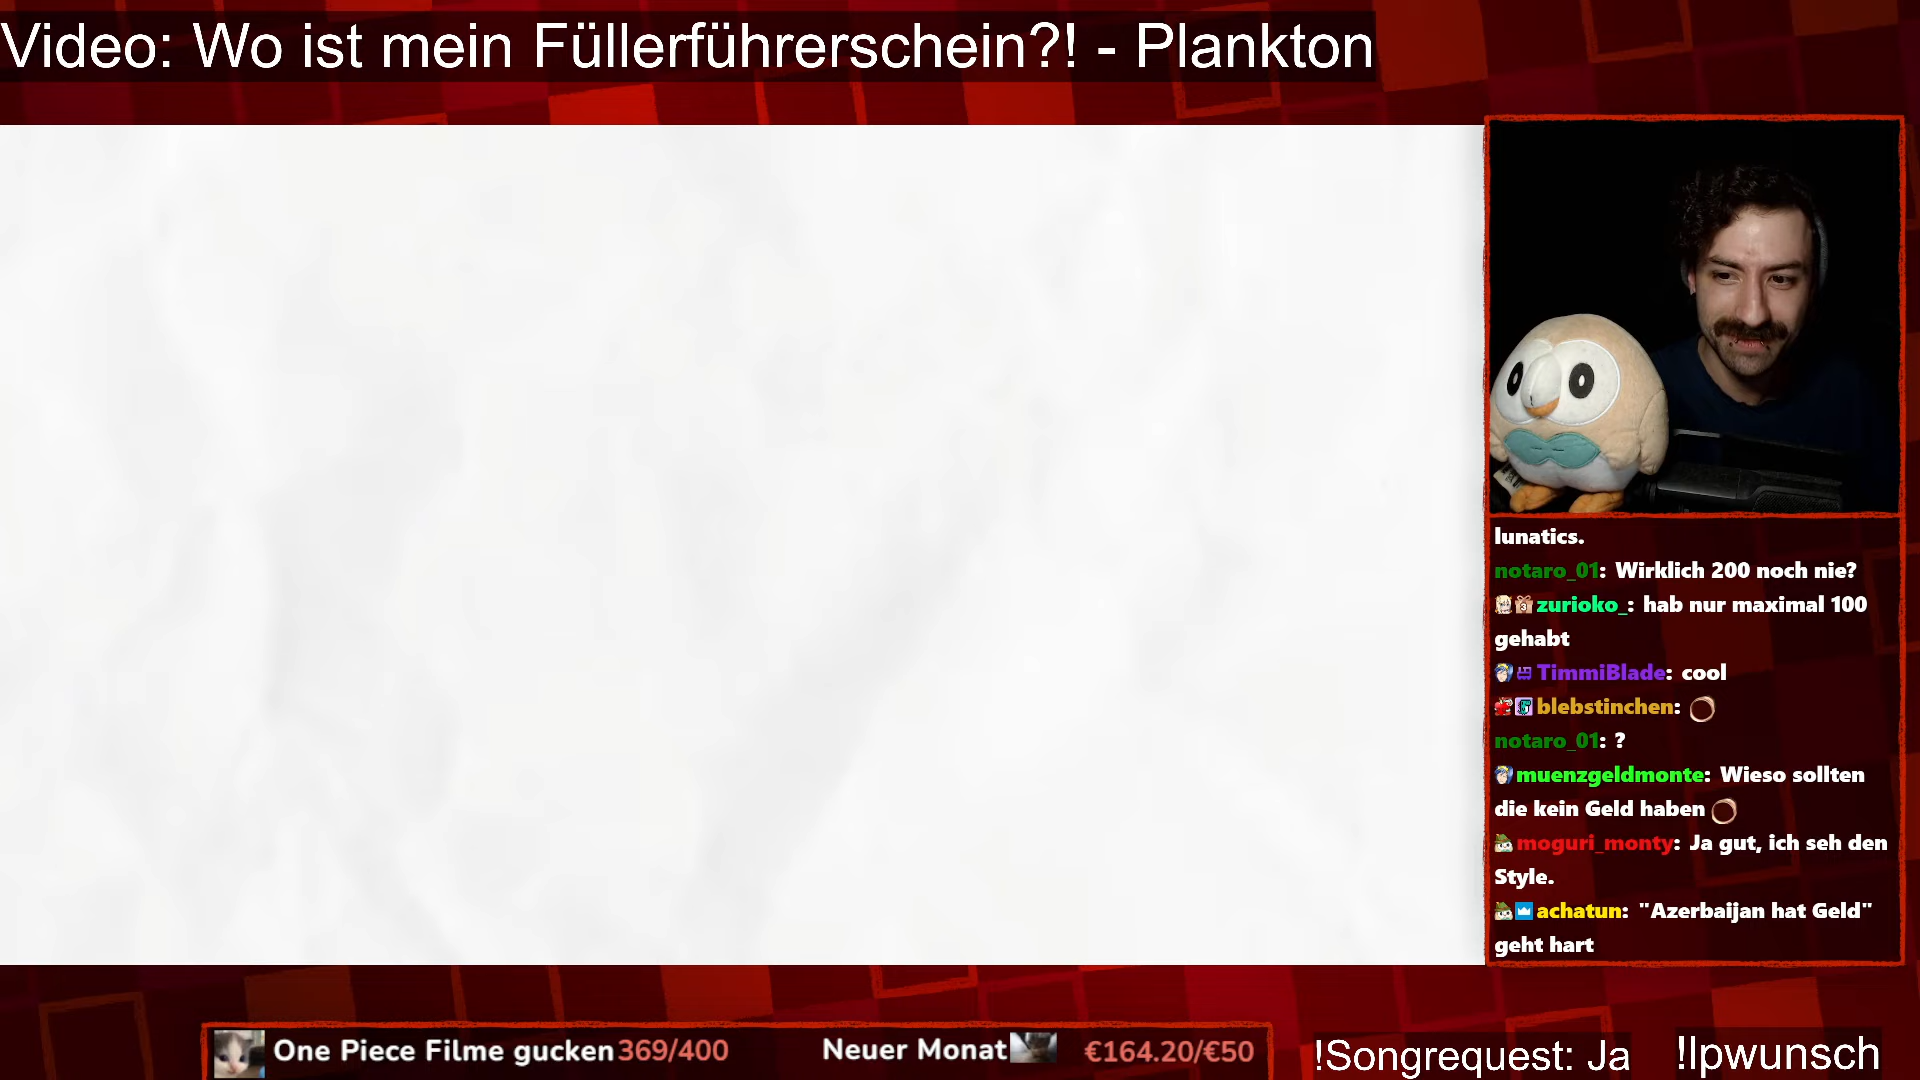 Video: Wo ist mein Füllerführerschein?! - Plankton
lunatics.
notaro_01: Wirklich 200 noch nie?
zurioko_: hab nur maximal 100
gehabt
TimmiBlade: cool
blebstinchen:
notaro_01: ?
muenzgeldmonte: Wieso sollten
die kein Geld haben
moguri_monty: Ja gut, ich seh den
Style.
achatun: "Azerbaijan hat Geld"
geht hart
One Piece Filme gucken 369/400
Neuer Monat €164.20/€50
!Songrequest: Ja
!lpwunsch